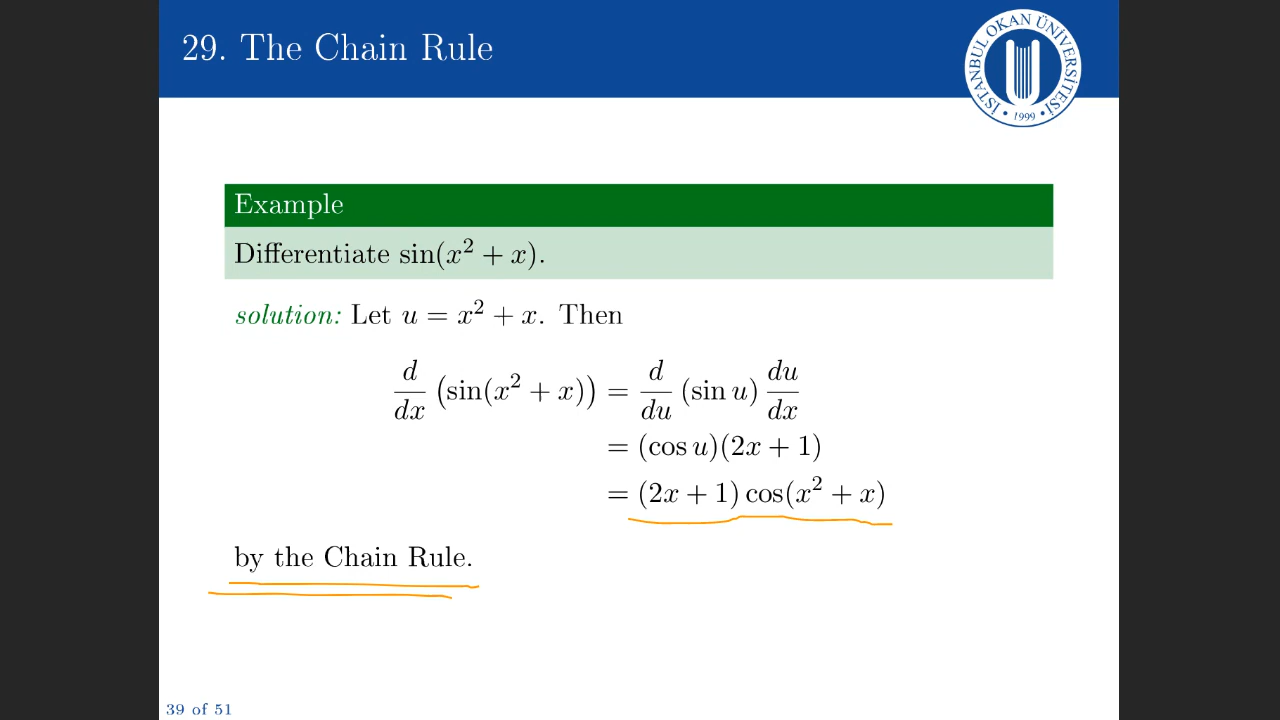 29. The Chain Rule
İSTANBUL OKAN ÜNİVERSİTESİ
• 1999 •
Example
Differentiate sin(x² + x).
solution: Let u = x² + x. Then
d/dx (sin(x² + x)) = d/du (sin u) du/dx
= (cos u)(2x + 1)
= (2x + 1) cos(x² + x)
by the Chain Rule.
39 of 51